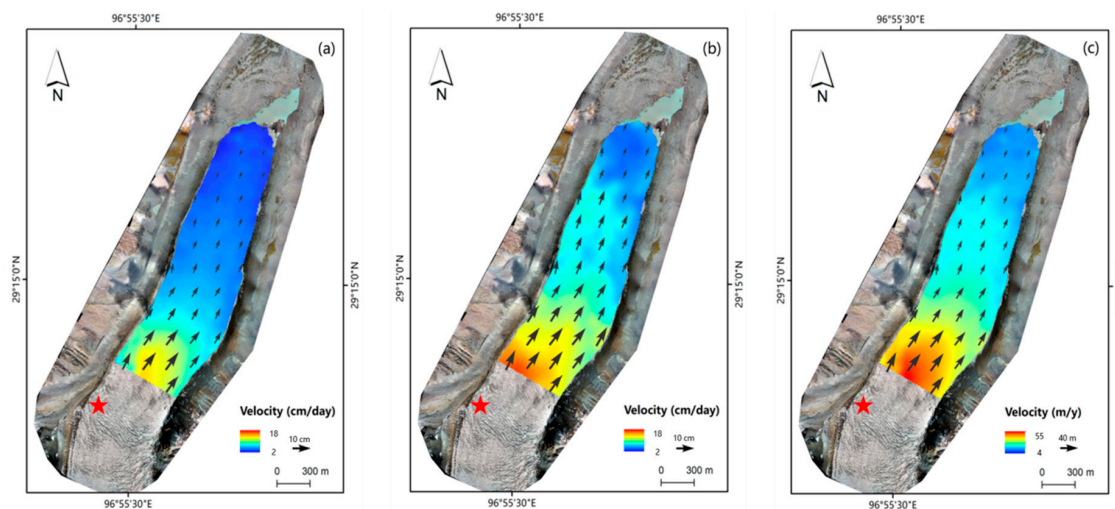 96°55'30"E
(a)
N
29°15'0"N
29°15'0"N
Velocity (cm/day)
18
2
10 cm
0 300 m
96°55'30"E
96°55'30"E
(b)
N
29°15'0"N
29°15'0"N
Velocity (cm/day)
18
2
10 cm
0 300 m
96°55'30"E
96°55'30"E
(c)
N
29°15'0"N
Velocity (m/y)
55
4
40 m
0 300 m
96°55'30"E